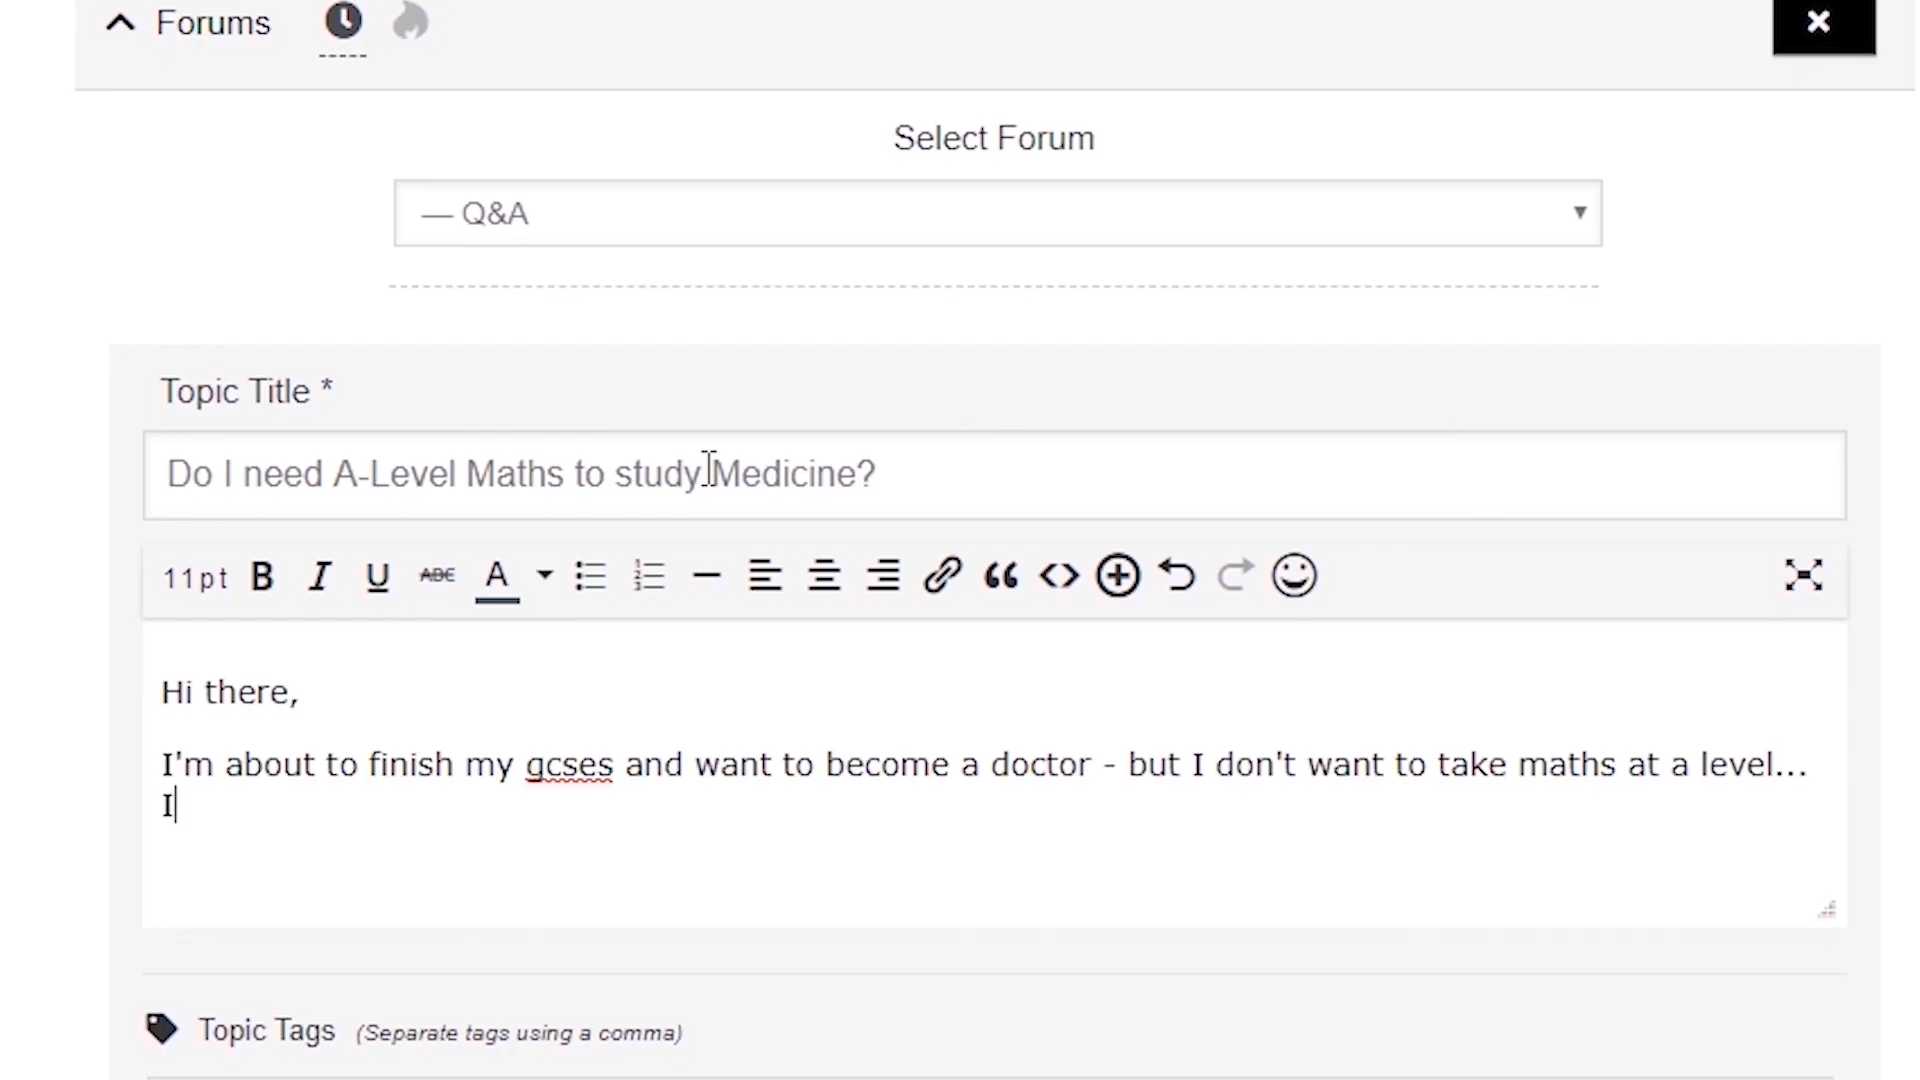 Forums
Select Forum
— Q&A
Topic Title *
Do I need A-Level Maths to study Medicine?
11pt B I U ABC A
Hi there,
I'm about to finish my gcses and want to become a doctor - but I don't want to take maths at a level...
I
Topic Tags (Separate tags using a comma)